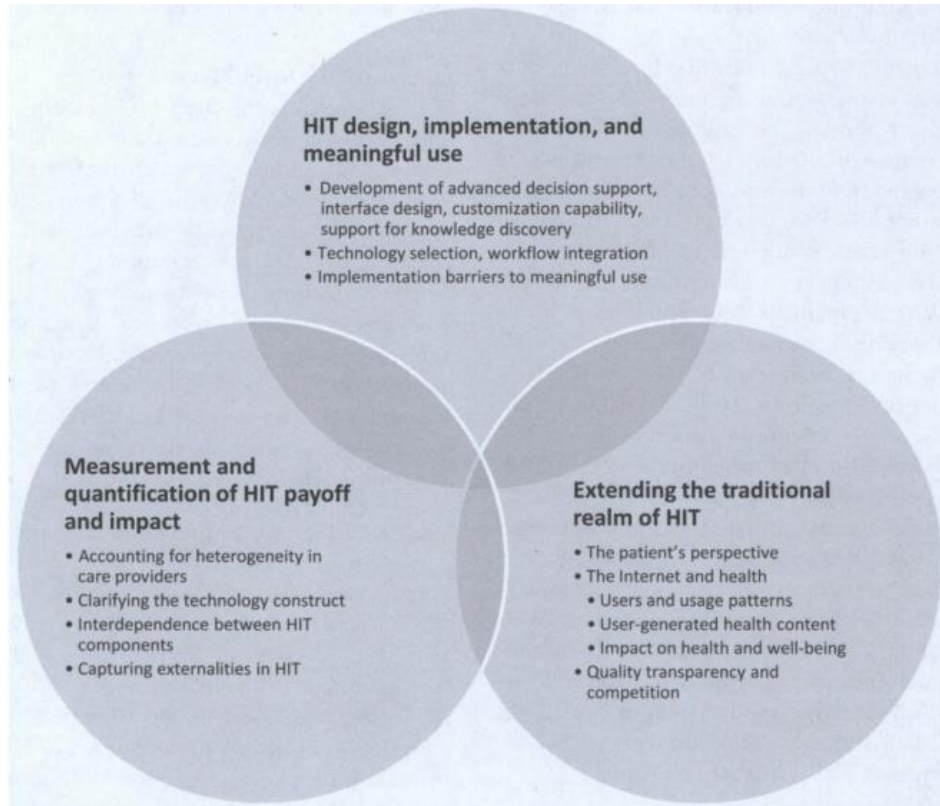 HIT design, implementation, and
meaningful use
• Development of advanced decision support,
interface design, customization capability,
support for knowledge discovery
• Technology selection, workflow integration
• Implementation barriers to meaningful use
Measurement and
quantification of HIT payoff
and impact
• Accounting for heterogeneity in
care providers
• Clarifying the technology construct
• Interdependence between HIT
components
• Capturing externalities in HIT
Extending the traditional
realm of HIT
• The patient's perspective
• The Internet and health
• Users and usage patterns
• User-generated health content
• Impact on health and well-being
• Quality transparency and
competition